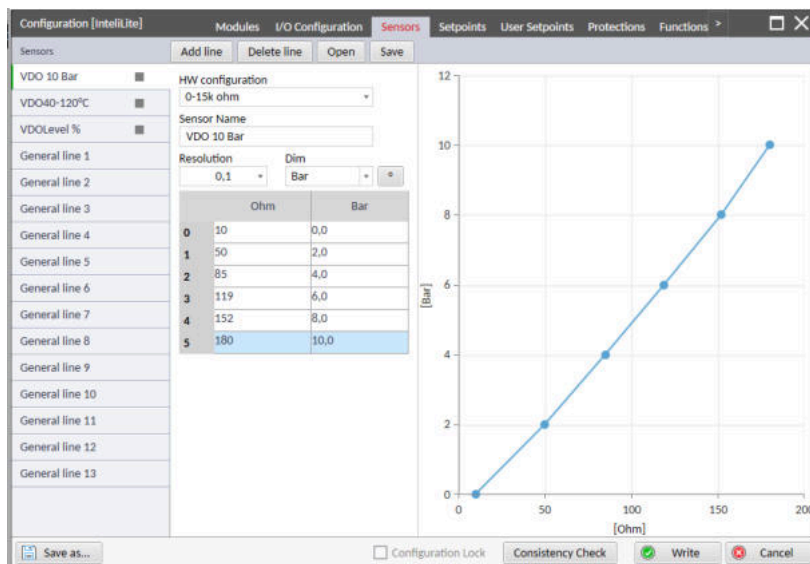 Configuration [InteliLite]
Modules I/O Configuration Sensors Setpoints User Setpoints Protections Functions >
Sensors
Add line Delete line Open Save
VDO 10 Bar
VDO40-120ºC
VDOLevel %
General line 1
General line 2
General line 3
General line 4
General line 5
General line 6
General line 7
General line 8
General line 9
General line 10
General line 11
General line 12
General line 13
HW configuration
0-15k ohm
Sensor Name
VDO 10 Bar
Resolution Dim
0,1 Bar °
Ohm Bar
0 10 0,0
1 50 2,0
2 85 4,0
3 119 6,0
4 152 8,0
5 180 10,0
12
10
8
6
4
2
0
[Bar]
0 50 100 150 200
[Ohm]
Save as... Configuration Lock Consistency Check Write Cancel